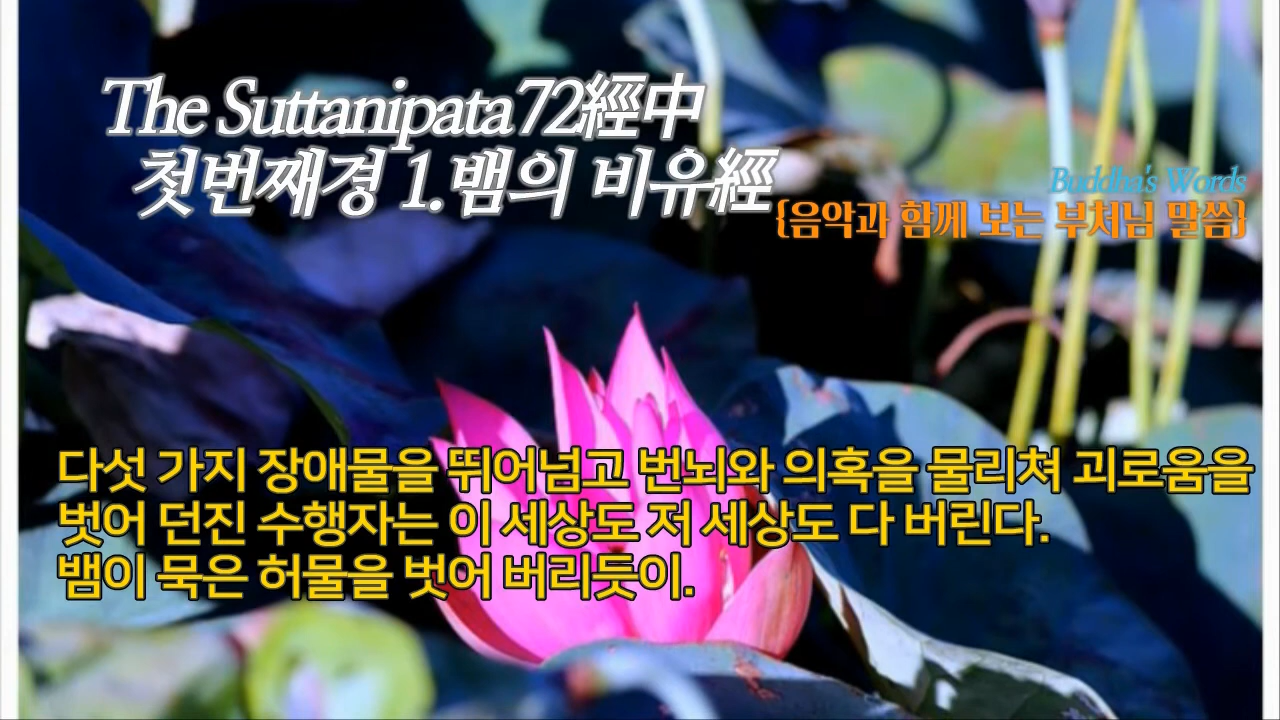 The Suttanipata72經中
첫번째경 1.뱀의 비유經
Buddha's Words
{음악과 함께 보는 부처님 말씀}
다섯 가지 장애물을 뛰어넘고 번뇌와 의혹을 물리쳐 괴로움을
벗어 던진 수행자는 이 세상도 저 세상도 다 버린다.
뱀이 묵은 허물을 벗어 버리듯이.